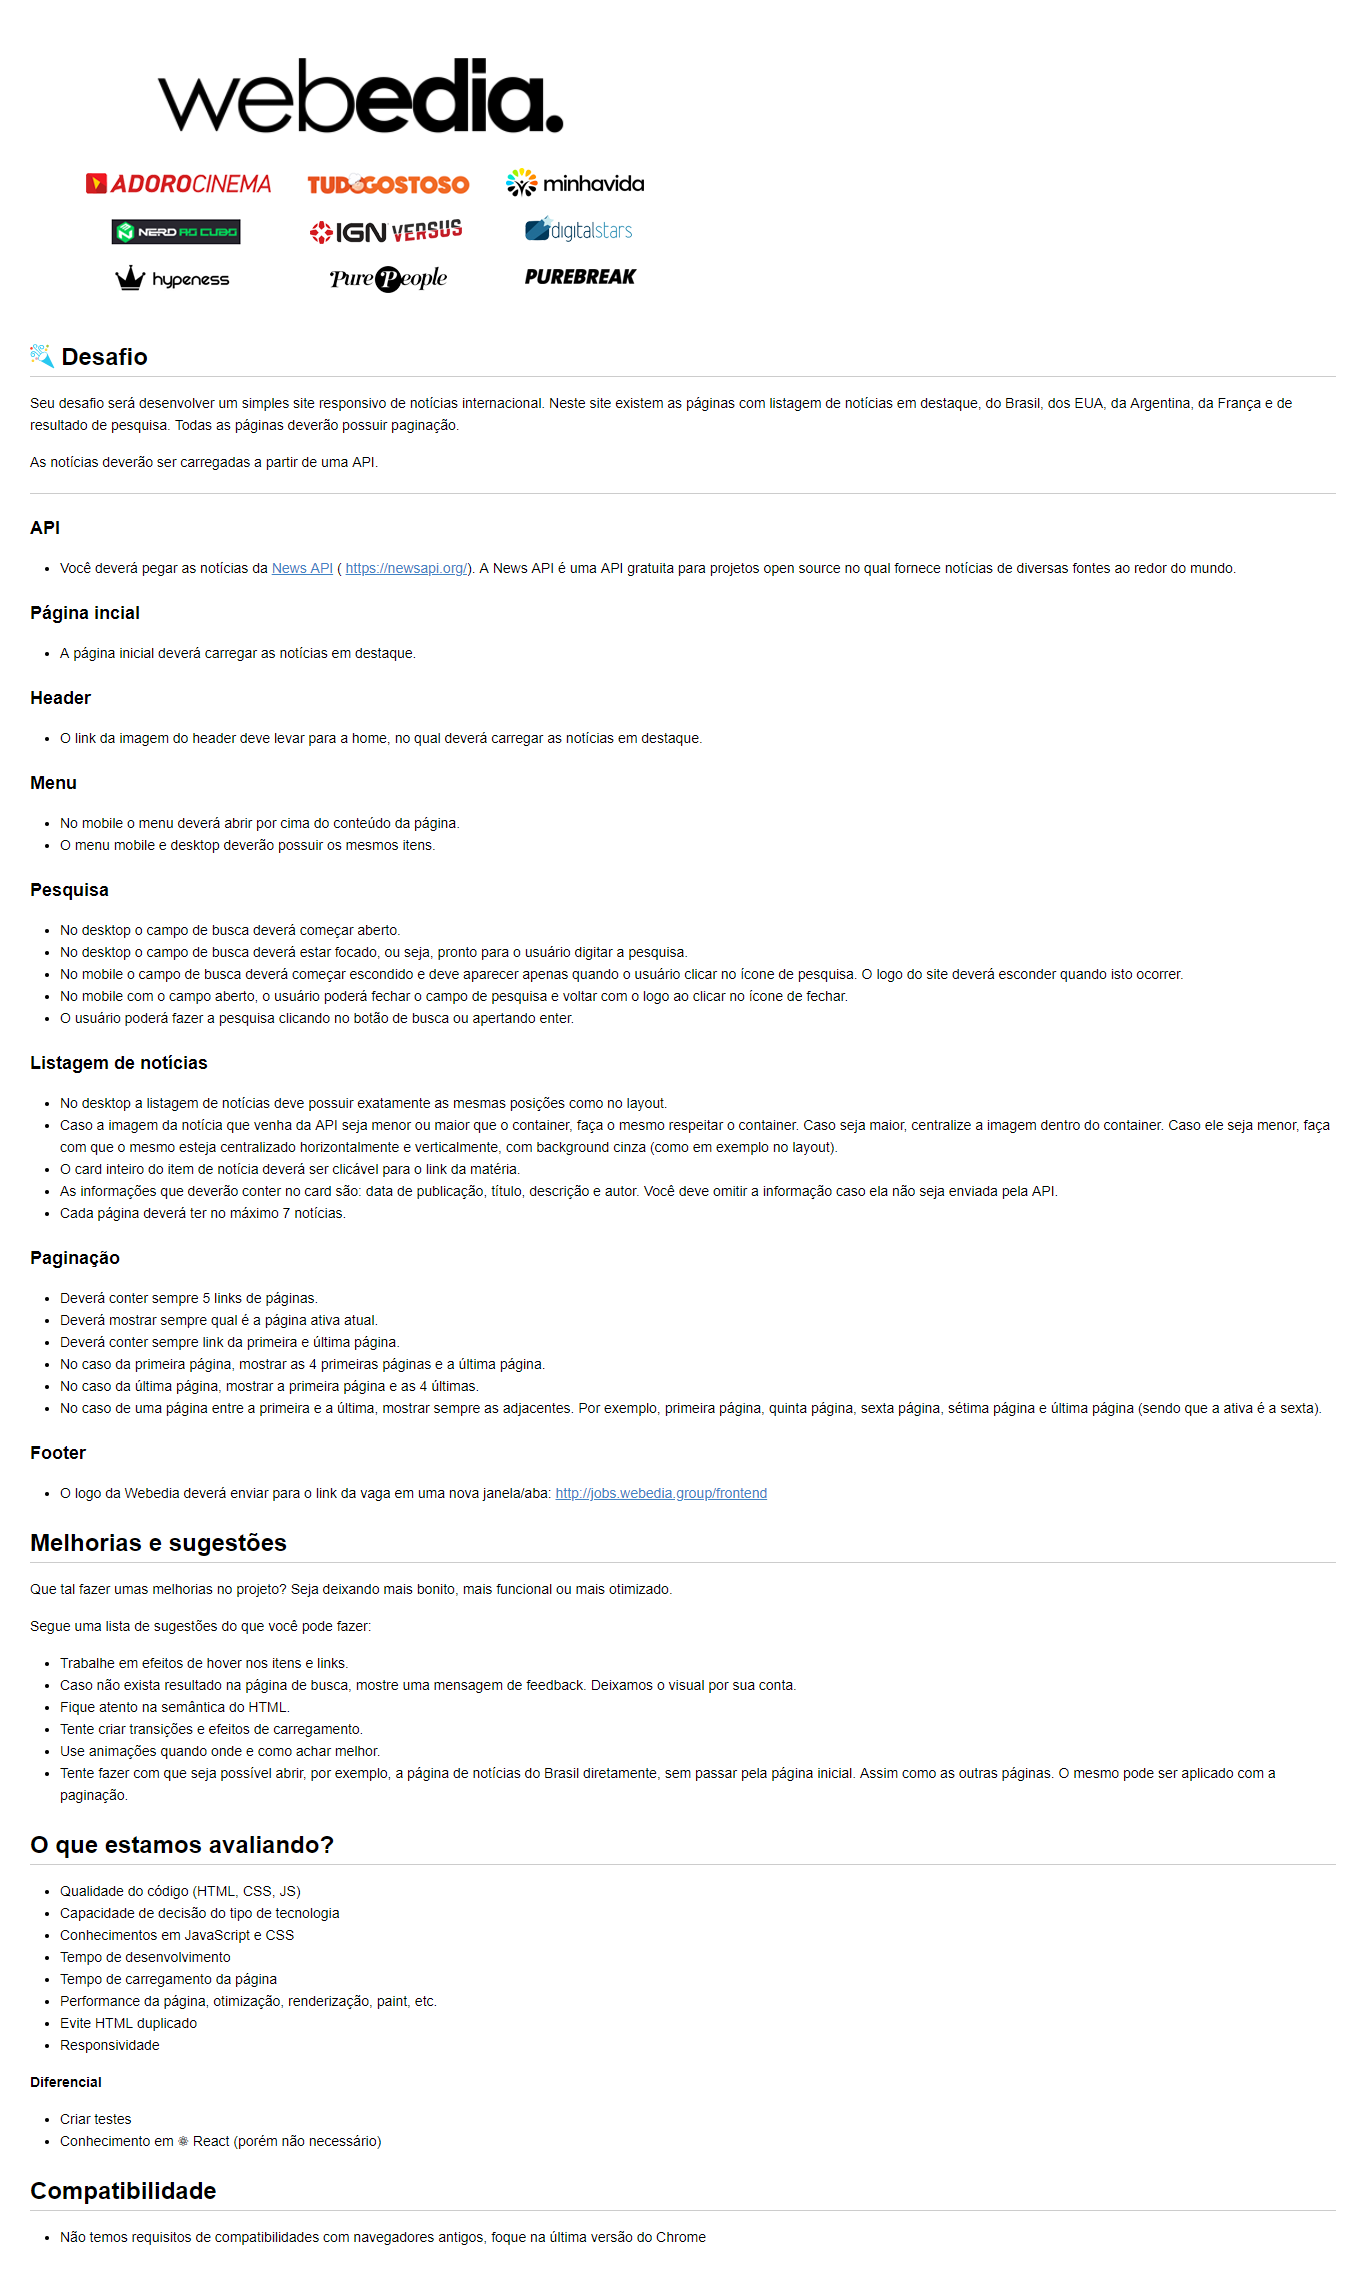 webedia.
ADOROCINEMA TUDOGOSTOSO minhavida
NERD AO CUBO IGN VERSUS digitalstars
hypeness PurePeople PUREBREAK
Desafio
Seu desafio será desenvolver um simples site responsivo de notícias internacional. Neste site existem as páginas com listagem de notícias em destaque, do Brasil, dos EUA, da Argentina, da França e de
resultado de pesquisa. Todas as páginas deverão possuir paginação.
As notícias deverão ser carregadas a partir de uma API.
API
• Você deverá pegar as notícias da News API ( https://newsapi.org/). A News API é uma API gratuita para projetos open source no qual fornece notícias de diversas fontes ao redor do mundo.
Página incial
• A página inicial deverá carregar as notícias em destaque.
Header
• O link da imagem do header deve levar para a home, no qual deverá carregar as notícias em destaque.
Menu
• No mobile o menu deverá abrir por cima do conteúdo da página.
• O menu mobile e desktop deverão possuir os mesmos itens.
Pesquisa
• No desktop o campo de busca deverá começar aberto.
• No desktop o campo de busca deverá estar focado, ou seja, pronto para o usuário digitar a pesquisa.
• No mobile o campo de busca deverá começar escondido e deve aparecer apenas quando o usuário clicar no ícone de pesquisa. O logo do site deverá esconder quando isto ocorrer.
• No mobile com o campo aberto, o usuário poderá fechar o campo de pesquisa e voltar com o logo ao clicar no ícone de fechar.
• O usuário poderá fazer a pesquisa clicando no botão de busca ou apertando enter.
Listagem de notícias
• No desktop a listagem de notícias deve possuir exatamente as mesmas posições como no layout.
• Caso a imagem da notícia que venha da API seja menor ou maior que o container, faça o mesmo respeitar o container. Caso seja maior, centralize a imagem dentro do container. Caso ele seja menor, faça
com que o mesmo esteja centralizado horizontalmente e verticalmente, com background cinza (como em exemplo no layout).
• O card inteiro do item de notícia deverá ser clicável para o link da matéria.
• As informações que deverão conter no card são: data de publicação, título, descrição e autor. Você deve omitir a informação caso ela não seja enviada pela API.
• Cada página deverá ter no máximo 7 notícias.
Paginação
• Deverá conter sempre 5 links de páginas.
• Deverá mostrar sempre qual é a página ativa atual.
• Deverá conter sempre link da primeira e última página.
• No caso da primeira página, mostrar as 4 primeiras páginas e a última página.
• No caso da última página, mostrar a primeira página e as 4 últimas.
• No caso de uma página entre a primeira e a última, mostrar sempre as adjacentes. Por exemplo, primeira página, quinta página, sexta página, sétima página e última página (sendo que a ativa é a sexta).
Footer
• O logo da Webedia deverá enviar para o link da vaga em uma nova janela/aba: http://jobs.webedia.group/frontend
Melhorias e sugestões
Que tal fazer umas melhorias no projeto? Seja deixando mais bonito, mais funcional ou mais otimizado.
Segue uma lista de sugestões do que você pode fazer:
• Trabalhe em efeitos de hover nos itens e links.
• Caso não exista resultado na página de busca, mostre uma mensagem de feedback. Deixamos o visual por sua conta.
• Fique atento na semântica do HTML.
• Tente criar transições e efeitos de carregamento.
• Use animações quando onde e como achar melhor.
• Tente fazer com que seja possível abrir, por exemplo, a página de notícias do Brasil diretamente, sem passar pela página inicial. Assim como as outras páginas. O mesmo pode ser aplicado com a
paginação.
O que estamos avaliando?
• Qualidade do código (HTML, CSS, JS)
• Capacidade de decisão do tipo de tecnologia
• Conhecimentos em JavaScript e CSS
• Tempo de desenvolvimento
• Tempo de carregamento da página
• Performance da página, otimização, renderização, paint, etc.
• Evite HTML duplicado
• Responsividade
Diferencial
• Criar testes
• Conhecimento em ⚛ React (porém não necessário)
Compatibilidade
• Não temos requisitos de compatibilidades com navegadores antigos, foque na última versão do Chrome